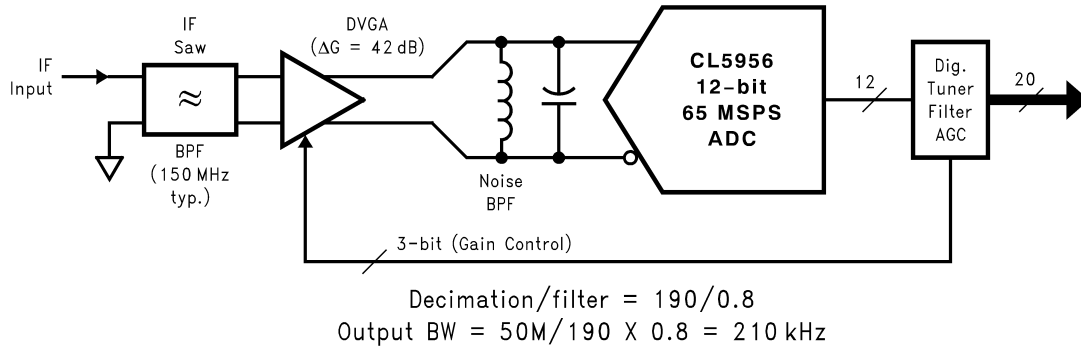 IF
Saw
DVGA
(ΔG = 42 dB)
IF
Input
≈
BPF
(150 MHz
typ.)
Noise
BPF
CL5956
12-bit
65 MSPS
ADC
12
Dig.
Tuner
Filter
AGC
20
3-bit (Gain Control)
Decimation/filter = 190/0.8
Output BW = 50M/190 X 0.8 = 210 kHz